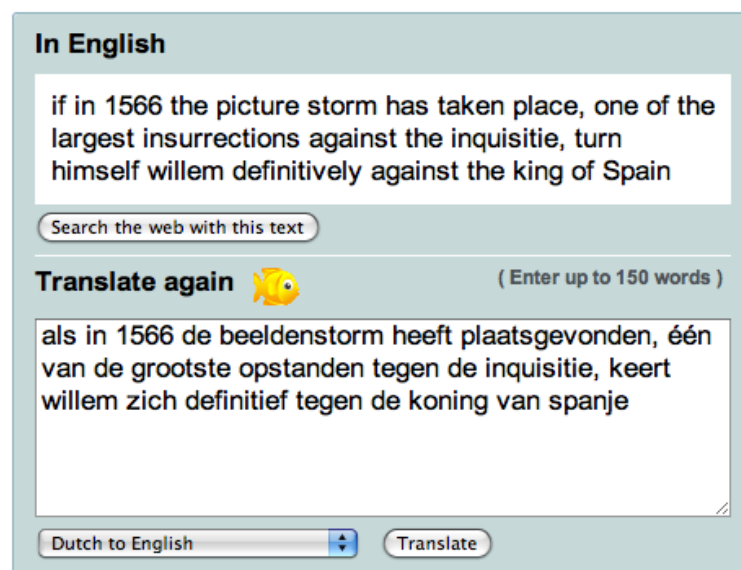 In English
if in 1566 the picture storm has taken place, one of the
largest insurrections against the inquisitie, turn
himself willem definitively against the king of Spain
Search the web with this text
Translate again ( Enter up to 150 words )
als in 1566 de beeldenstorm heeft plaatsgevonden, één
van de grootste opstanden tegen de inquisitie, keert
willem zich definitief tegen de koning van spanje
Dutch to English Translate